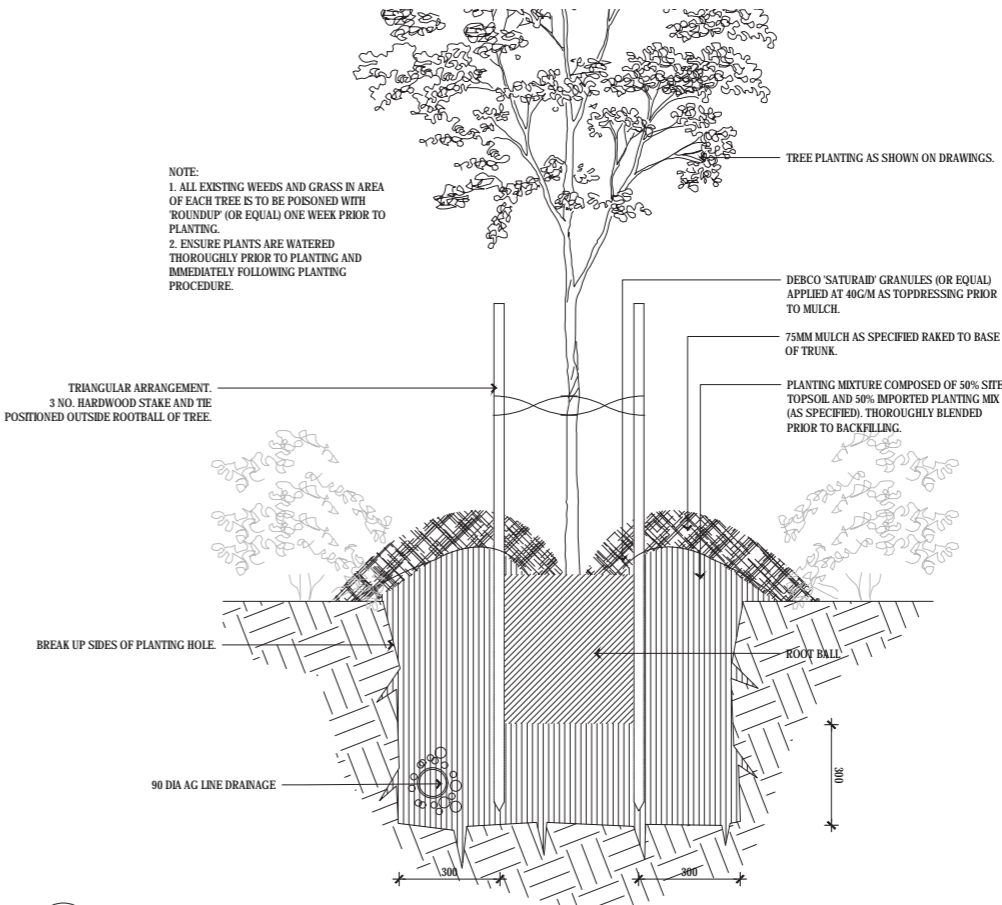 NOTE:
1. ALL EXISTING WEEDS AND GRASS IN AREA
OF EACH TREE IS TO BE POISONED WITH
'ROUNDUP' (OR EQUAL) ONE WEEK PRIOR TO
PLANTING.
2. ENSURE PLANTS ARE WATERED
THOROUGHLY PRIOR TO PLANTING AND
IMMEDIATELY FOLLOWING PLANTING
PROCEDURE.
TREE PLANTING AS SHOWN ON DRAWINGS.
DEBCO 'SATURAID' GRANULES (OR EQUAL)
APPLIED AT 40G/M AS TOPDRESSING PRIOR
TO MULCH.
75MM MULCH AS SPECIFIED RAKED TO BASE
OF TRUNK.
TRIANGULAR ARRANGEMENT.
3 NO. HARDWOOD STAKE AND TIE
POSITIONED OUTSIDE ROOTBALL OF TREE.
PLANTING MIXTURE COMPOSED OF 50% SITE
TOPSOIL AND 50% IMPORTED PLANTING MIX
(AS SPECIFIED). THOROUGHLY BLENDED
PRIOR TO BACKFILLING.
BREAK UP SIDES OF PLANTING HOLE.
ROOT BALL
90 DIA AG LINE DRAINAGE
300
300
300